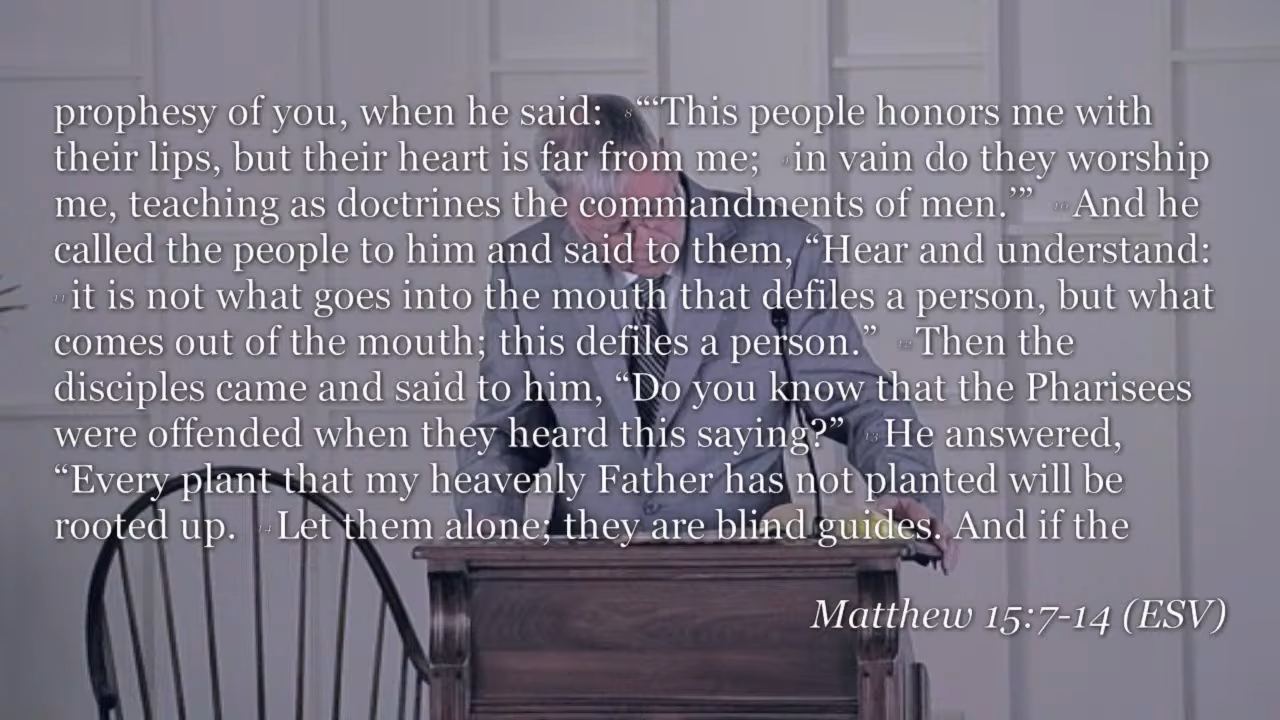 prophesy of you, when he said: 8 “‘This people honors me with
their lips, but their heart is far from me; 9 in vain do they worship
me, teaching as doctrines the commandments of men.’” 10 And he
called the people to him and said to them, “Hear and understand:
11 it is not what goes into the mouth that defiles a person, but what
comes out of the mouth; this defiles a person.” 12 Then the
disciples came and said to him, “Do you know that the Pharisees
were offended when they heard this saying?” 13 He answered,
“Every plant that my heavenly Father has not planted will be
rooted up. 14 Let them alone; they are blind guides. And if the
Matthew 15:7-14 (ESV)